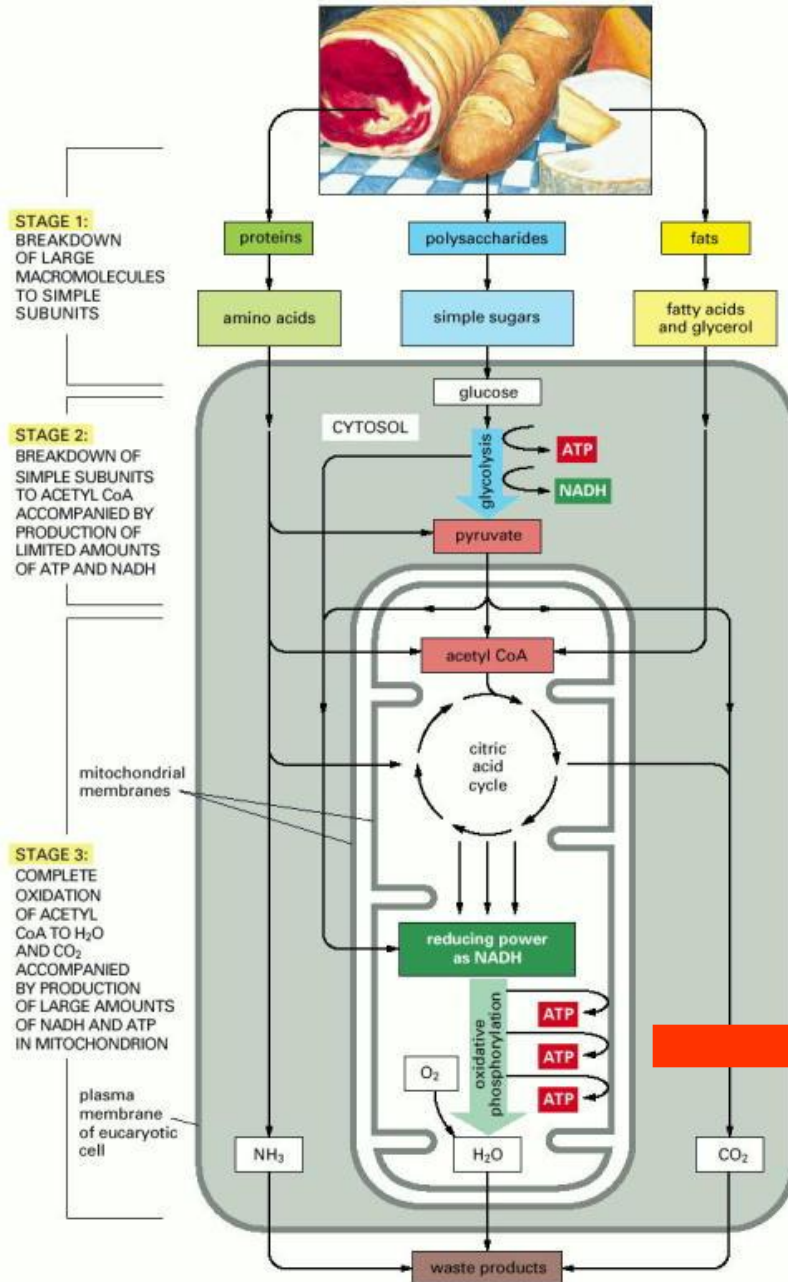 STAGE 1:
BREAKDOWN
OF LARGE
MACROMOLECULES
TO SIMPLE
SUBUNITS
proteins
polysaccharides
fats
amino acids
simple sugars
fatty acids
and glycerol
STAGE 2:
BREAKDOWN OF
SIMPLE SUBUNITS
TO ACETYL CoA
ACCOMPANIED BY
PRODUCTION OF
LIMITED AMOUNTS
OF ATP AND NADH
glucose
CYTOSOL
glycolysis
ATP
NADH
pyruvate
acetyl CoA
citric
acid
cycle
mitochondrial
membranes
STAGE 3:
COMPLETE
OXIDATION
OF ACETYL
CoA TO H₂O
AND CO₂
ACCOMPANIED
BY PRODUCTION
OF LARGE AMOUNTS
OF NADH AND ATP
IN MITOCHONDRION
reducing power
as NADH
oxidative
phosphorylation
ATP
ATP
ATP
O₂
plasma
membrane
of eucaryotic
cell
NH₃
H₂O
CO₂
waste products